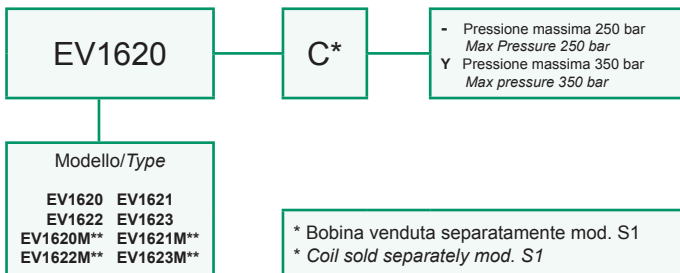 EV1620
C*
- Pressione massima 250 bar
Max Pressure 250 bar
Y Pressione massima 350 bar
Max pressure 350 bar
Modello/Type
EV1620 EV1621
EV1622 EV1623
EV1620M** EV1621M**
EV1622M** EV1623M**
* Bobina venduta separatamente mod. S1
* Coil sold separately mod. S1